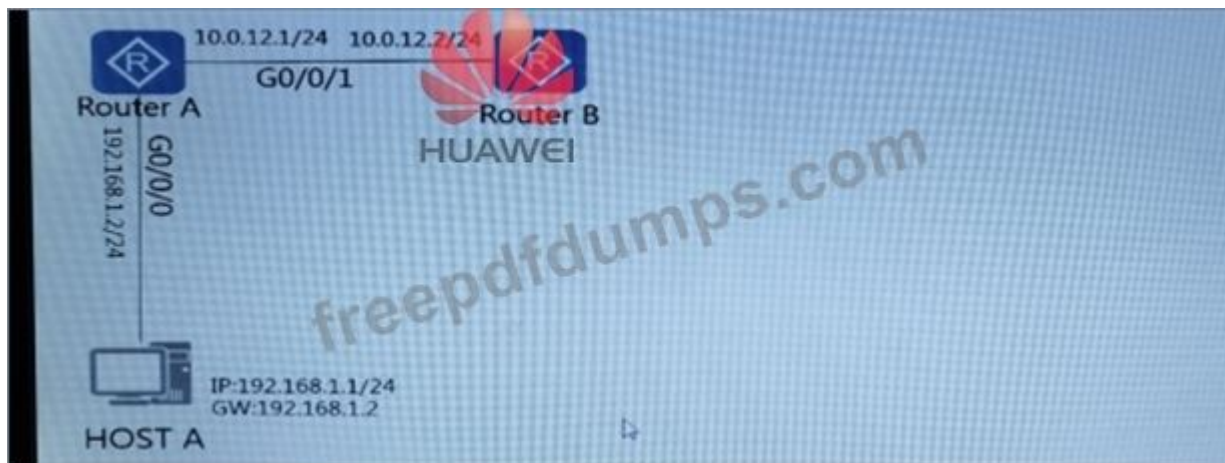 10.0.12.1/24 10.0.12.2/24
G0/0/1
Router A
Router B
HUAWEI
192.168.1.2/24
G0/0/0
freepdfdumps.com
IP:192.168.1.1/24
GW:192.168.1.2
HOST A
R
R